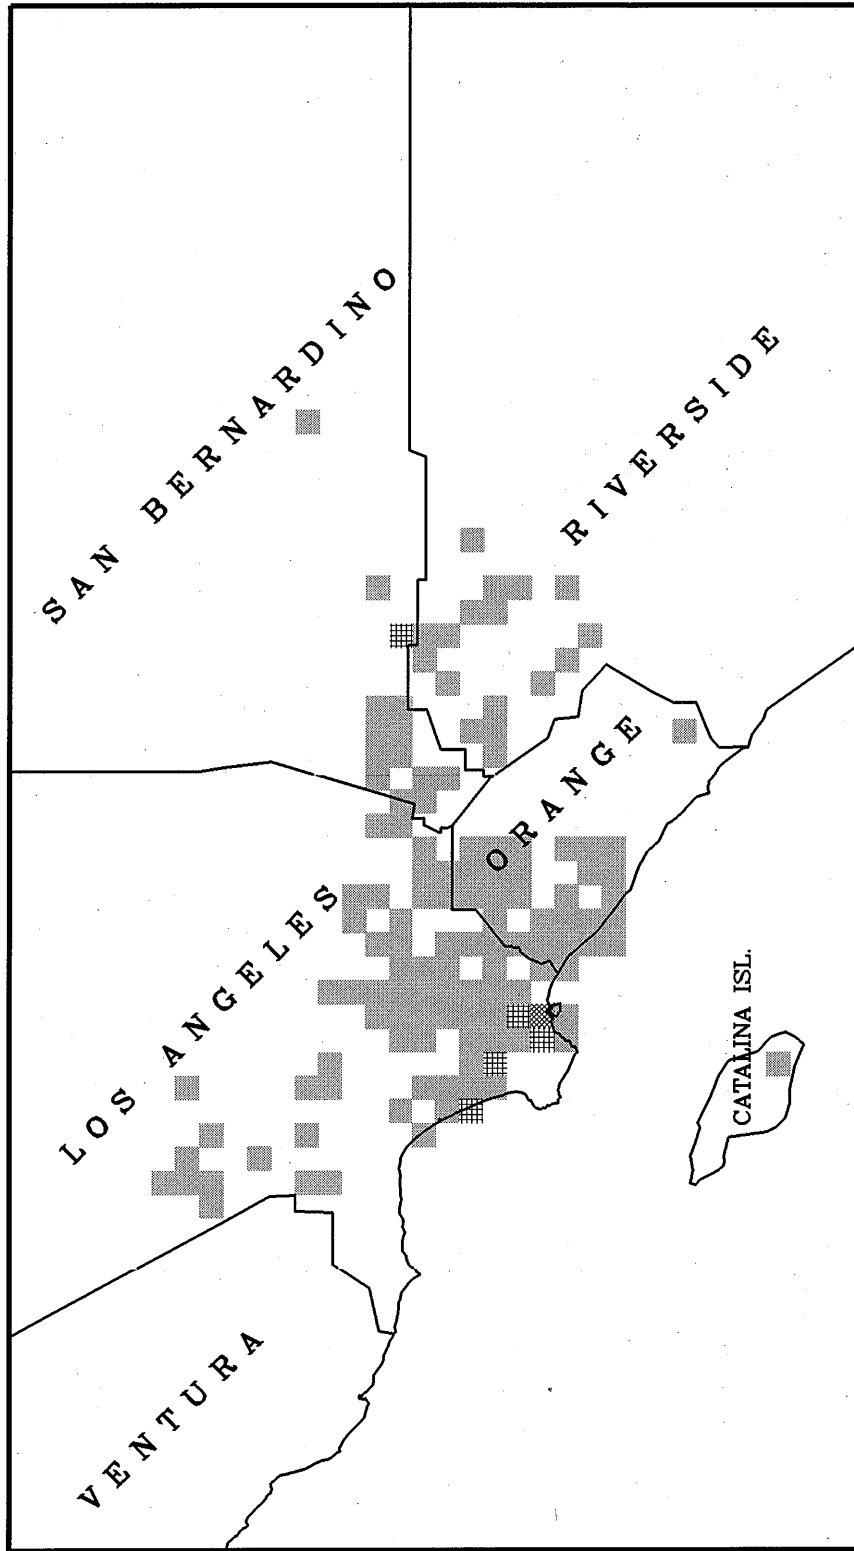 SAN BERNARDINO
RIVERSIDE
LOS ANGELES
ORANGE
VENTURA
CATALINA ISL.